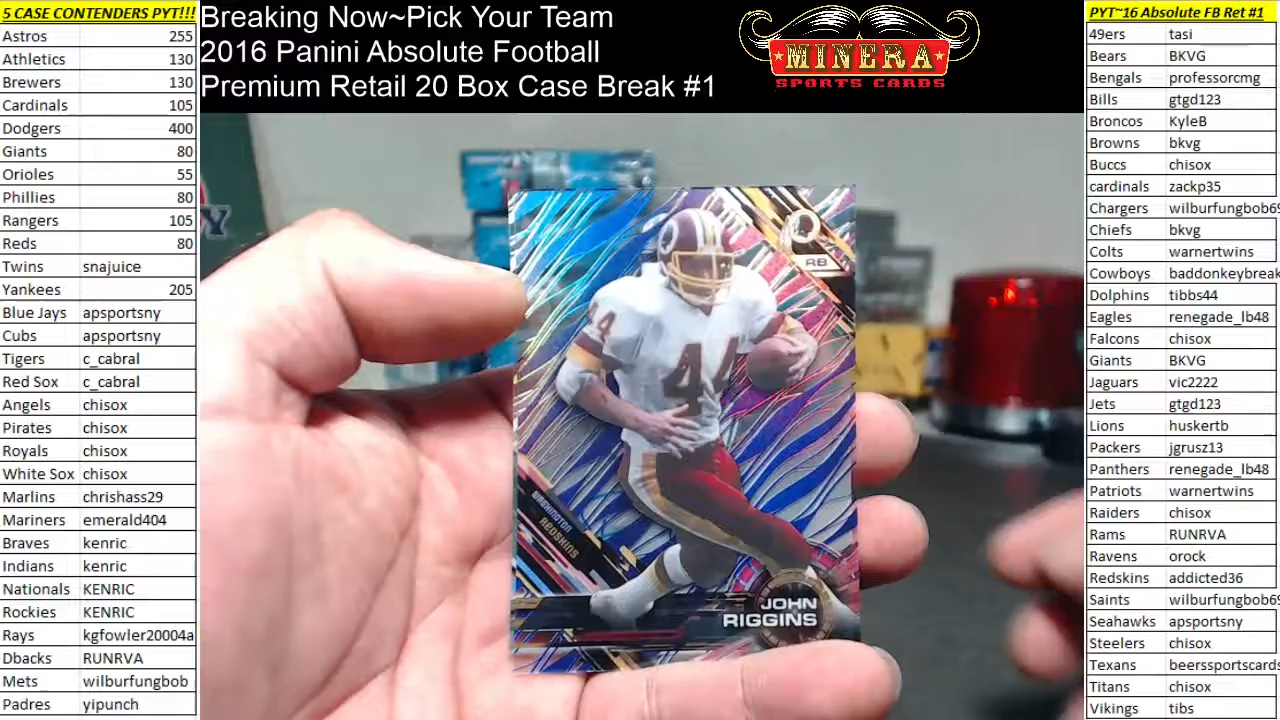 5 CASE CONTENDERS PYT!!!
Astros 255
Athletics 130
Brewers 130
Cardinals 105
Dodgers 400
Giants 80
Orioles 55
Phillies 80
Rangers 105
Reds 80
Twins snajuice
Yankees 205
Blue Jays apsportsny
Cubs apsportsny
Tigers c_cabral
Red Sox c_cabral
Angels chisox
Pirates chisox
Royals chisox
White Sox chisox
Marlins chrishass29
Mariners emerald404
Braves kenric
Indians kenric
Nationals KENRIC
Rockies KENRIC
Rays kgfowler20004a
Dbacks RUNRVA
Mets wilburfungbob
Padres yipunch
Breaking Now~Pick Your Team
2016 Panini Absolute Football
Premium Retail 20 Box Case Break #1
MINERA
SPORTS CARDS
RB
44
44
WASHINGTON
REDSKINS
JOHN
RIGGINS
PYT~16 Absolute FB Ret #1
49ers tasi
Bears BKVG
Bengals professorcmg
Bills gtgd123
Broncos KyleB
Browns bkvg
Buccs chisox
cardinals zackp35
Chargers wilburfungbob69
Chiefs bkvg
Colts warnertwins
Cowboys baddonkeybreak
Dolphins tibbs44
Eagles renegade_lb48
Falcons chisox
Giants BKVG
Jaguars vic2222
Jets gtgd123
Lions huskertb
Packers jgrusz13
Panthers renegade_lb48
Patriots warnertwins
Raiders chisox
Rams RUNRVA
Ravens orock
Redskins addicted36
Saints wilburfungbob69
Seahawks apsportsny
Steelers chisox
Texans beerssportscards
Titans chisox
Vikings tibs